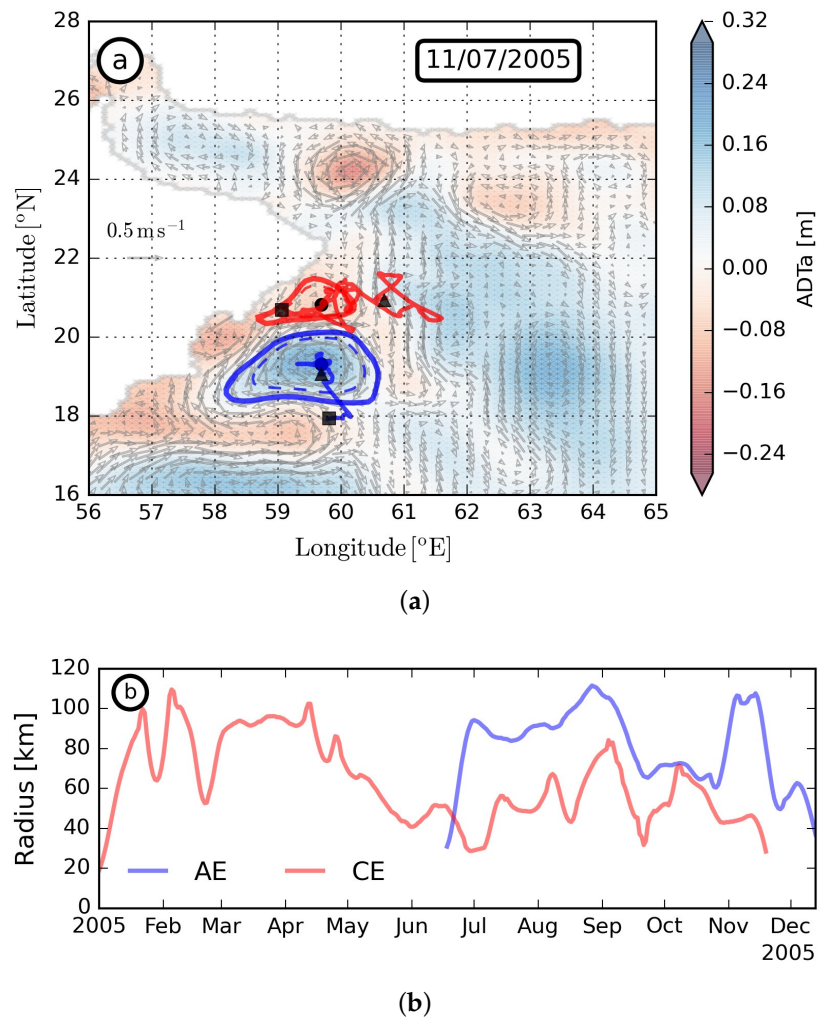 28
26
24
22
20
18
16
Latitude [°N]
a
11/07/2005
0.5 m s⁻¹
56 57 58 59 60 61 62 63 64 65
Longitude [°E]
0.32
0.24
0.16
0.08
0.00
−0.08
−0.16
−0.24
ADTa [m]
(a)
120
100
80
60
40
20
0
Radius [km]
b
AE CE
2005 Feb Mar Apr May Jun Jul Aug Sep Oct Nov Dec
2005
(b)